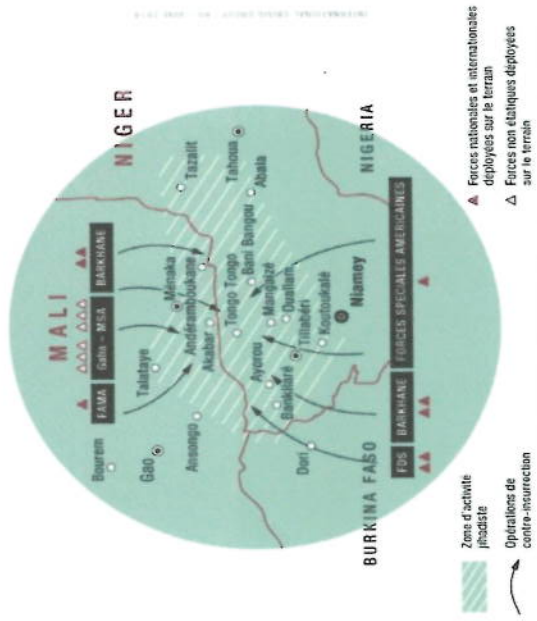 MALI
NIGER
FAMA
Gatia – MSA
BARKHANE
Bourem
Gao
Talataye
Ménaka
Ansongo
Andéramboukane
Tazalit
Akabar
Tongo Tongo
Tahoua
Bani Bangou
Abala
Ayorou
Mangaïzé
Ouallam
Bankilaré
Tillabéri
Dori
Koutoukalé
Niamey
BURKINA FASO
NIGERIA
FDS
BARKHANE
FORCES SPÉCIALES AMÉRICAINES
Zone d'activité
jihadiste
Opérations de
contre-insurrection
Forces nationales et internationales
déployées sur le terrain
Forces non étatiques déployées
sur le terrain